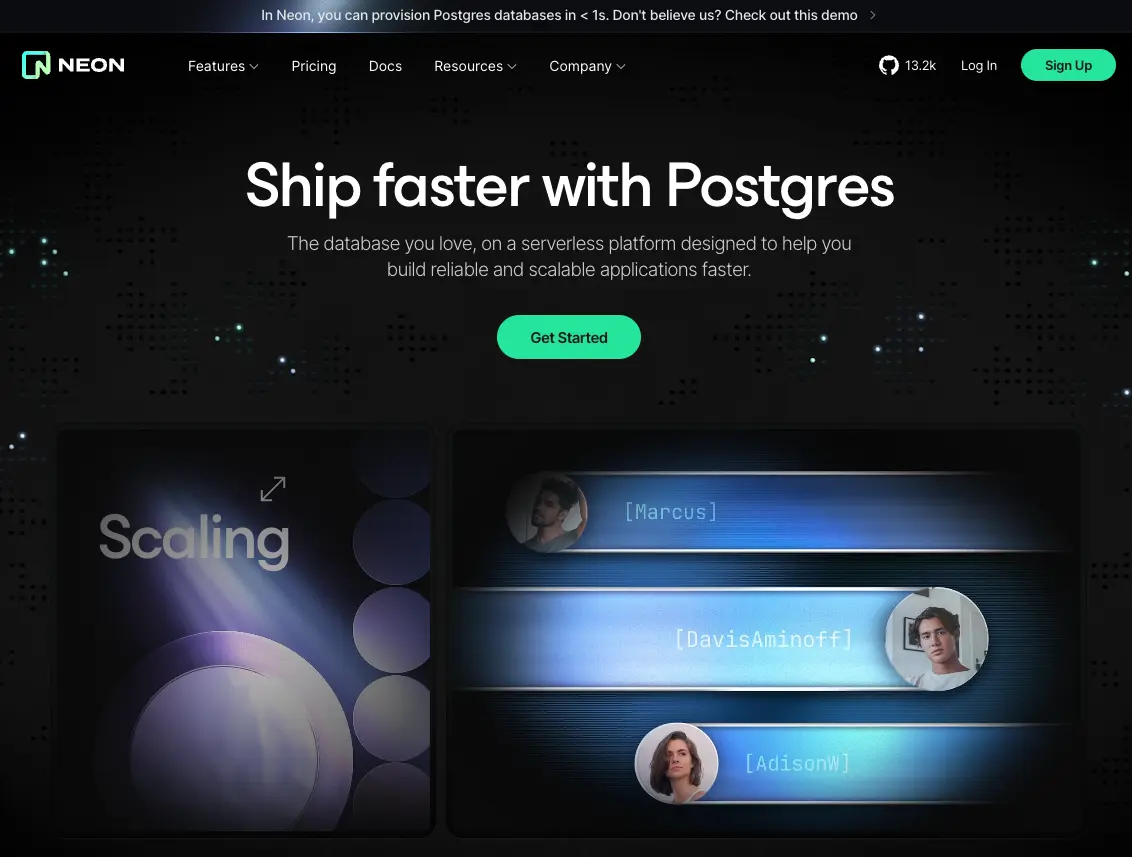 In Neon, you can provision Postgres databases in < 1s. Don't believe us? Check out this demo
NEON
Features
Pricing
Docs
Resources
Company
13.2k
Log In
Sign Up
Ship faster with Postgres
The database you love, on a serverless platform designed to help you
build reliable and scalable applications faster.
Get Started
Scaling
[Marcus]
[DavisAminoff]
[AdisonW]